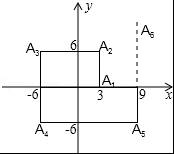 y
A₆
A₃ 6 A₂
A₁
-6 3 9 x
A₄ -6 A₅